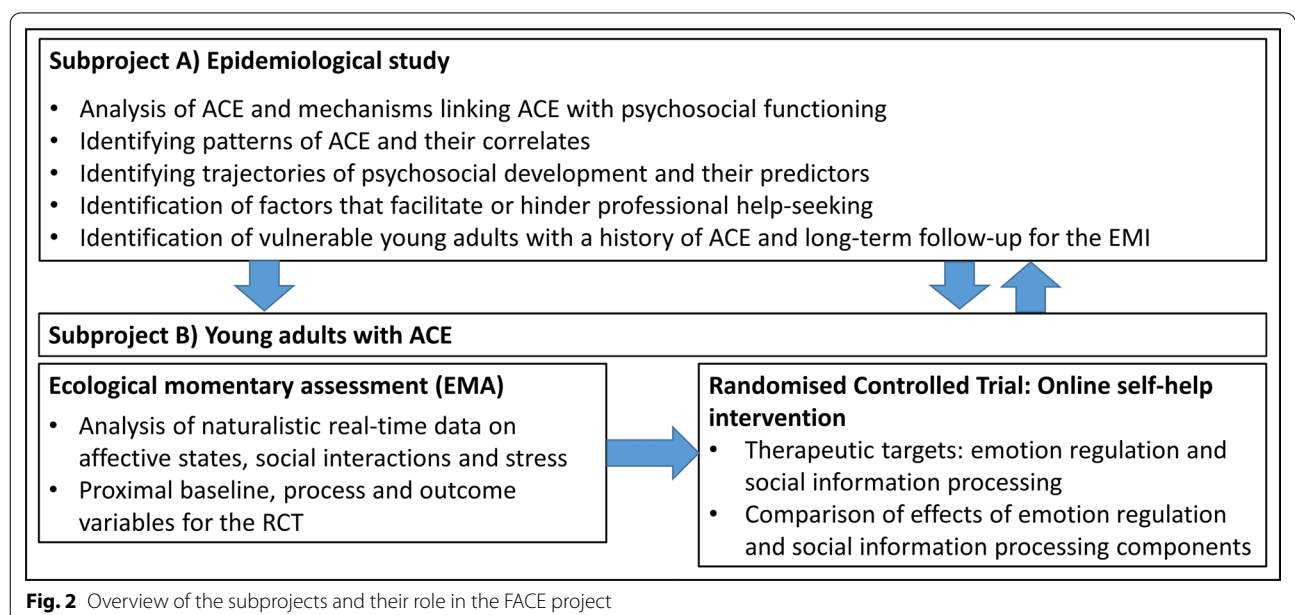 Subproject A) Epidemiological study
• Analysis of ACE and mechanisms linking ACE with psychosocial functioning
• Identifying patterns of ACE and their correlates
• Identifying trajectories of psychosocial development and their predictors
• Identification of factors that facilitate or hinder professional help-seeking
• Identification of vulnerable young adults with a history of ACE and long-term follow-up for the EMI
Subproject B) Young adults with ACE
Ecological momentary assessment (EMA)
• Analysis of naturalistic real-time data on
affective states, social interactions and stress
• Proximal baseline, process and outcome
variables for the RCT
Randomised Controlled Trial: Online self-help
intervention
• Therapeutic targets: emotion regulation and
social information processing
• Comparison of effects of emotion regulation
and social information processing components
Fig. 2 Overview of the subprojects and their role in the FACE project